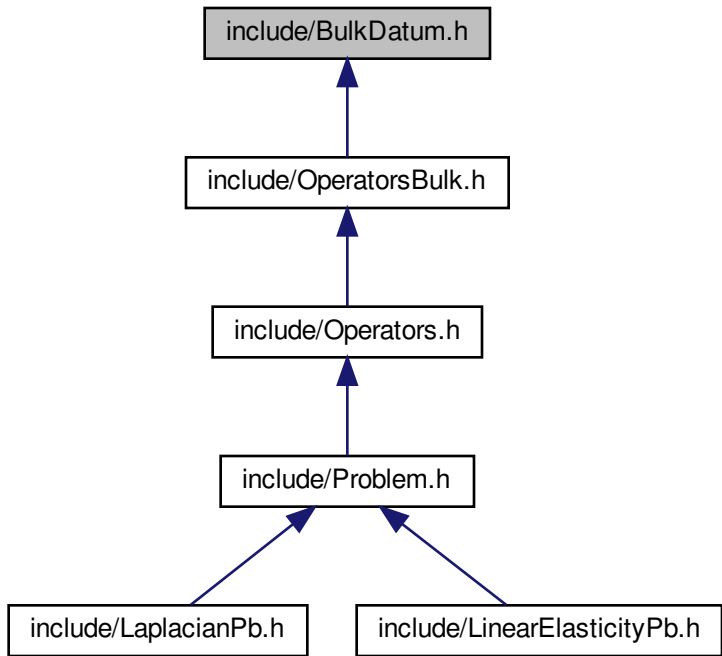 include/BulkDatum.h
include/OperatorsBulk.h
include/Operators.h
include/Problem.h
include/LaplacianPb.h
include/LinearElasticityPb.h